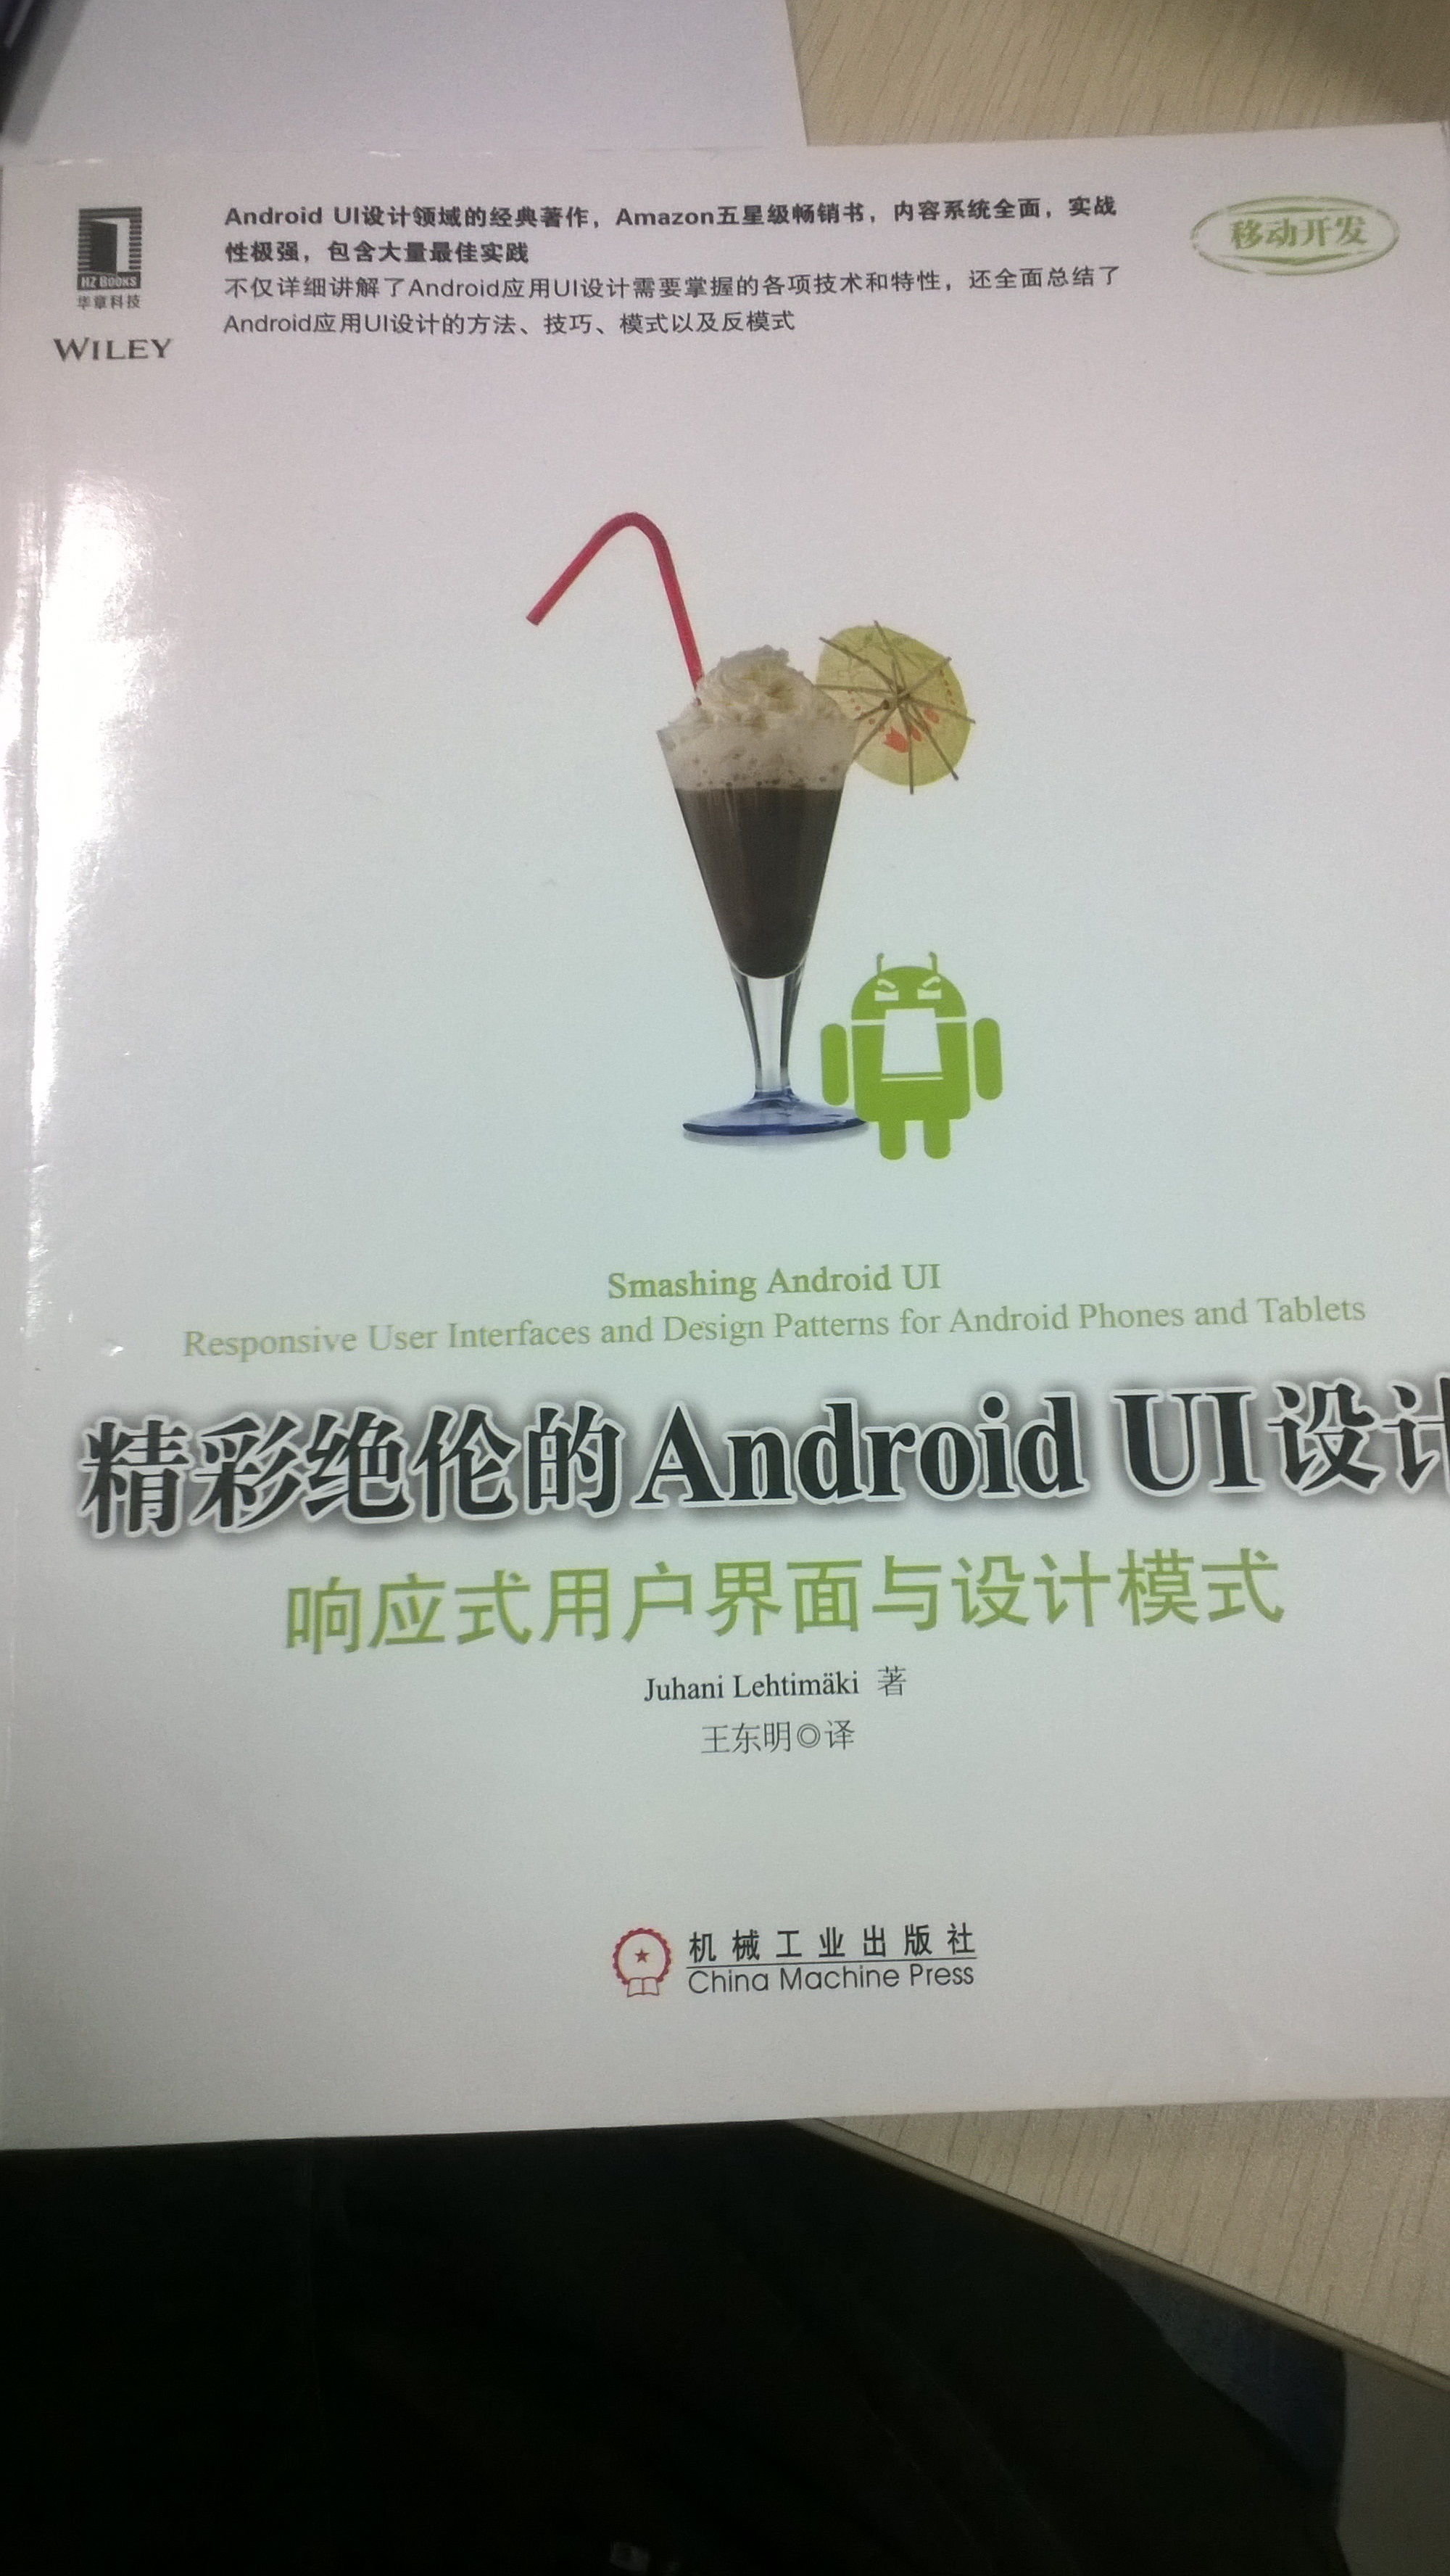 HZ BOOKS
华章科技
WILEY
Android UI设计领域的经典著作，Amazon五星级畅销书，内容系统全面，实战
性极强，包含大量最佳实践
不仅详细讲解了Android应用UI设计需要掌握的各项技术和特性，还全面总结了
Android应用UI设计的方法、技巧、模式以及反模式
移动开发
Smashing Android UI
Responsive User Interfaces and Design Patterns for Android Phones and Tablets
精彩绝伦的Android UI设计
响应式用户界面与设计模式
Juhani Lehtimäki 著
王东明◎译
机械工业出版社
China Machine Press